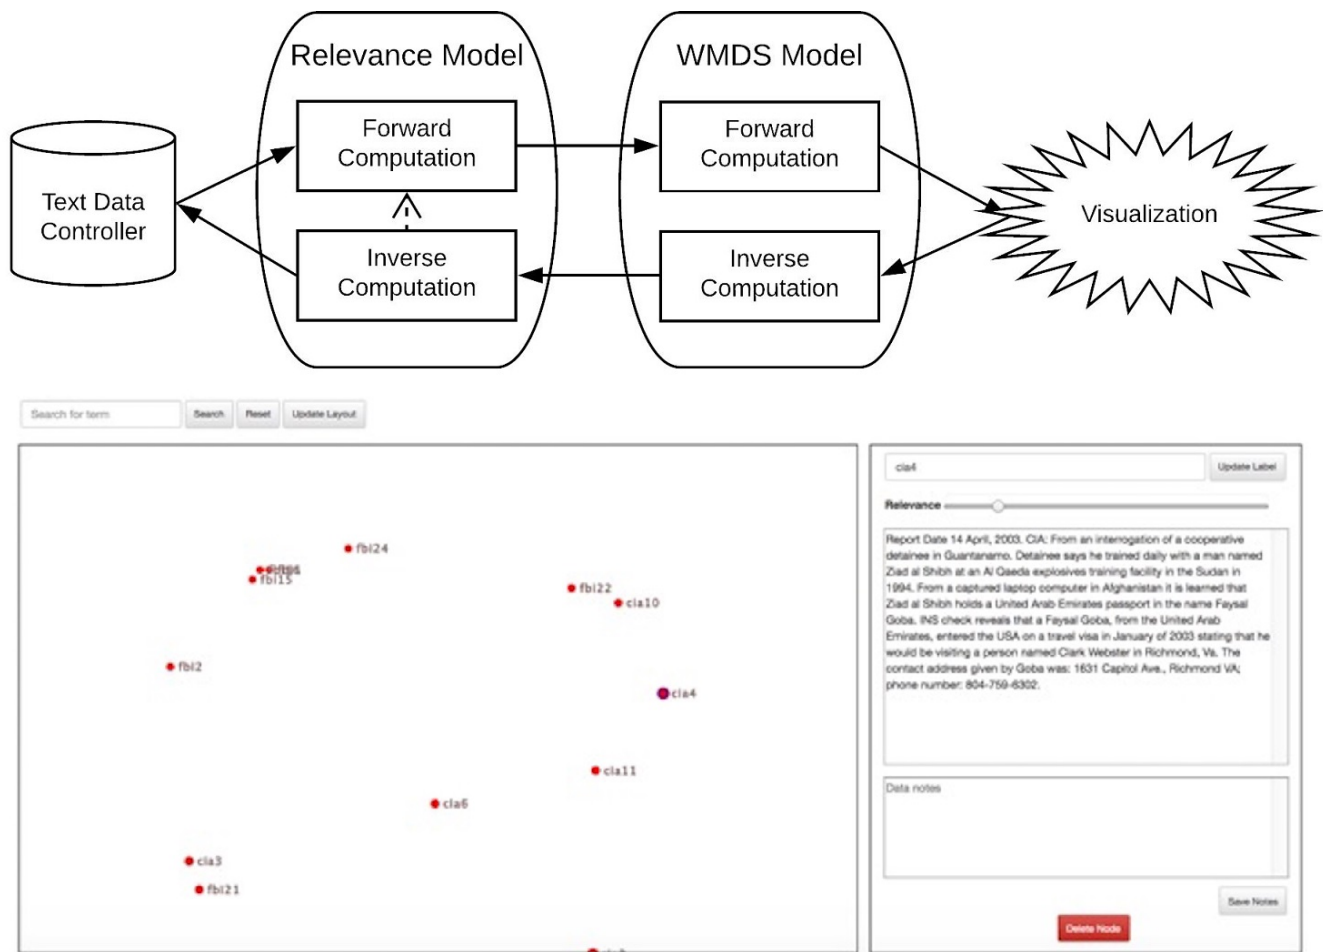 Relevance Model
WMDS Model
Forward
Computation
Forward
Computation
Text Data
Controller
Visualization
Inverse
Computation
Inverse
Computation
Search for term
Search
Reset
Update Layout
cia4
Update Label
Relevance
Report Date 14 April, 2003. CIA: From an interrogation of a cooperative
detainee in Guantanamo. Detainee says he trained daily with a man named
Ziad al Shibh at an Al Qaeda explosives training facility in the Sudan in
1994. From a captured laptop computer in Afghanistan it is learned that
Ziad al Shibh holds a United Arab Emirates passport in the name Faysal
Goba. INS check reveals that a Faysal Goba, from the United Arab
Emirates, entered the USA on a travel visa in January of 2003 stating that he
would be visiting a person named Clark Webster in Richmond, Va. The
contact address given by Goba was: 1631 Capitol Ave., Richmond VA;
phone number: 804-759-6302.
fbi24
fbi15
fbi22
cia10
fbi2
cia4
cia11
cia6
cia3
fbi21
Data notes
Save Notes
Delete Node